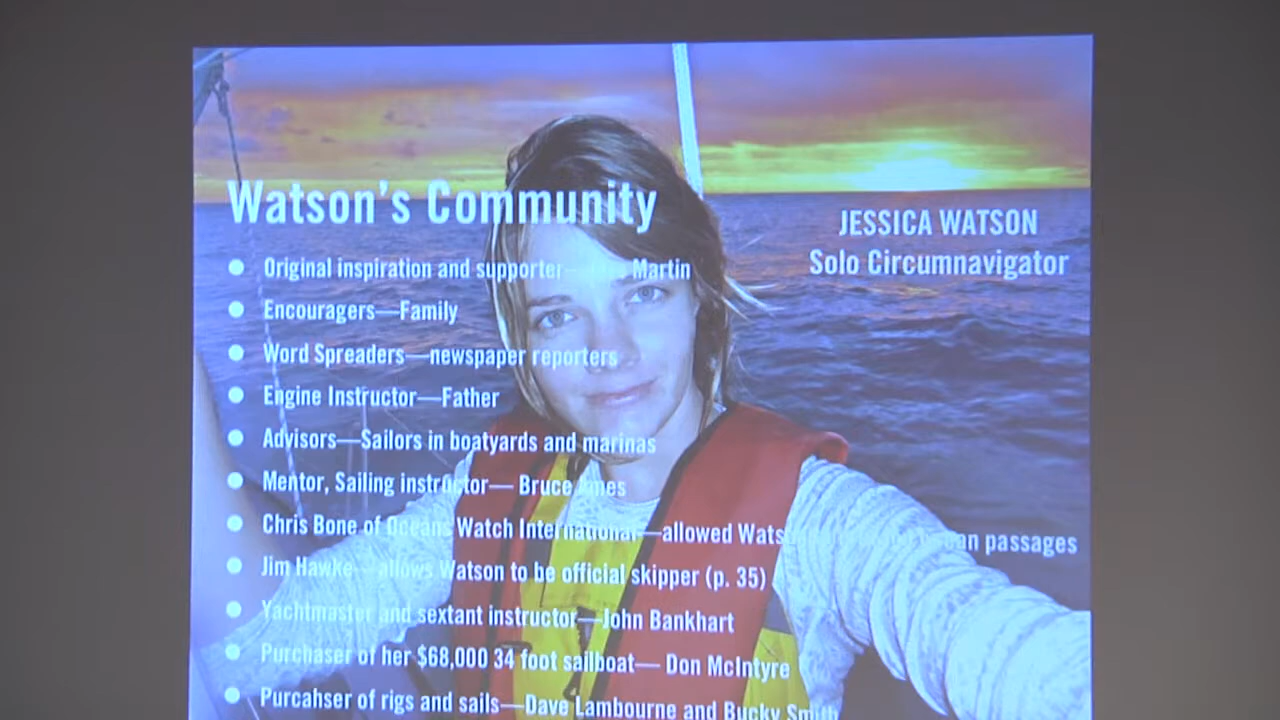 Watson's Community
JESSICA WATSON
Solo Circumnavigator
Original inspiration and supporter— Martin
Encouragers—Family
Word Spreaders—newspaper reporters
Engine Instructor—Father
Advisors—Sailors in boatyards and marinas
Mentor, Sailing instructor— Bruce
Chris Bone of Oceans Watch International—allowed passages
Jim Hawke—allows Watson to be official skipper (p. 35)
Yachtmaster and sextant instructor—John Bankhart
Purchaser of her $68,000 34 foot sailboat— Don McIntyre
Purcahser of rigs and sails—Dave Lambourne and Bucky Smith